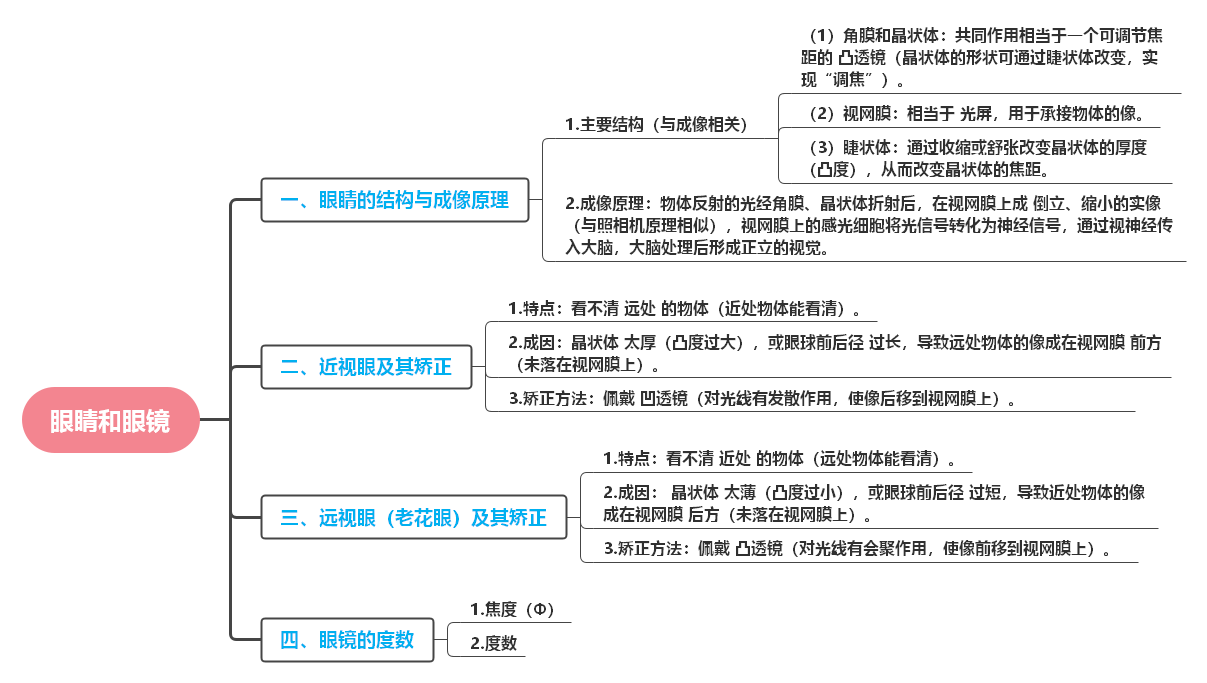 眼睛和眼镜
一、眼睛的结构与成像原理
1.主要结构（与成像相关）
（1）角膜和晶状体：共同作用相当于一个可调节焦
距的 凸透镜（晶状体的形状可通过睫状体改变，实
现“调焦”）。
（2）视网膜：相当于 光屏，用于承接物体的像。
（3）睫状体：通过收缩或舒张改变晶状体的厚度
（凸度），从而改变晶状体的焦距。
2.成像原理：物体反射的光经角膜、晶状体折射后，在视网膜上成 倒立、缩小的实像
（与照相机原理相似），视网膜上的感光细胞将光信号转化为神经信号，通过视神经传
入大脑，大脑处理后形成正立的视觉。
二、近视眼及其矫正
1.特点：看不清 远处 的物体（近处物体能看清）。
2.成因：晶状体 太厚（凸度过大），或眼球前后径 过长，导致远处物体的像成在视网膜 前方
（未落在视网膜上）。
3.矫正方法：佩戴 凹透镜（对光线有发散作用，使像后移到视网膜上）。
三、远视眼（老花眼）及其矫正
1.特点：看不清 近处 的物体（远处物体能看清）。
2.成因： 晶状体 太薄（凸度过小），或眼球前后径 过短，导致近处物体的像
成在视网膜 后方（未落在视网膜上）。
3.矫正方法：佩戴 凸透镜（对光线有会聚作用，使像前移到视网膜上）。
四、眼镜的度数
1.焦度（Φ）
2.度数